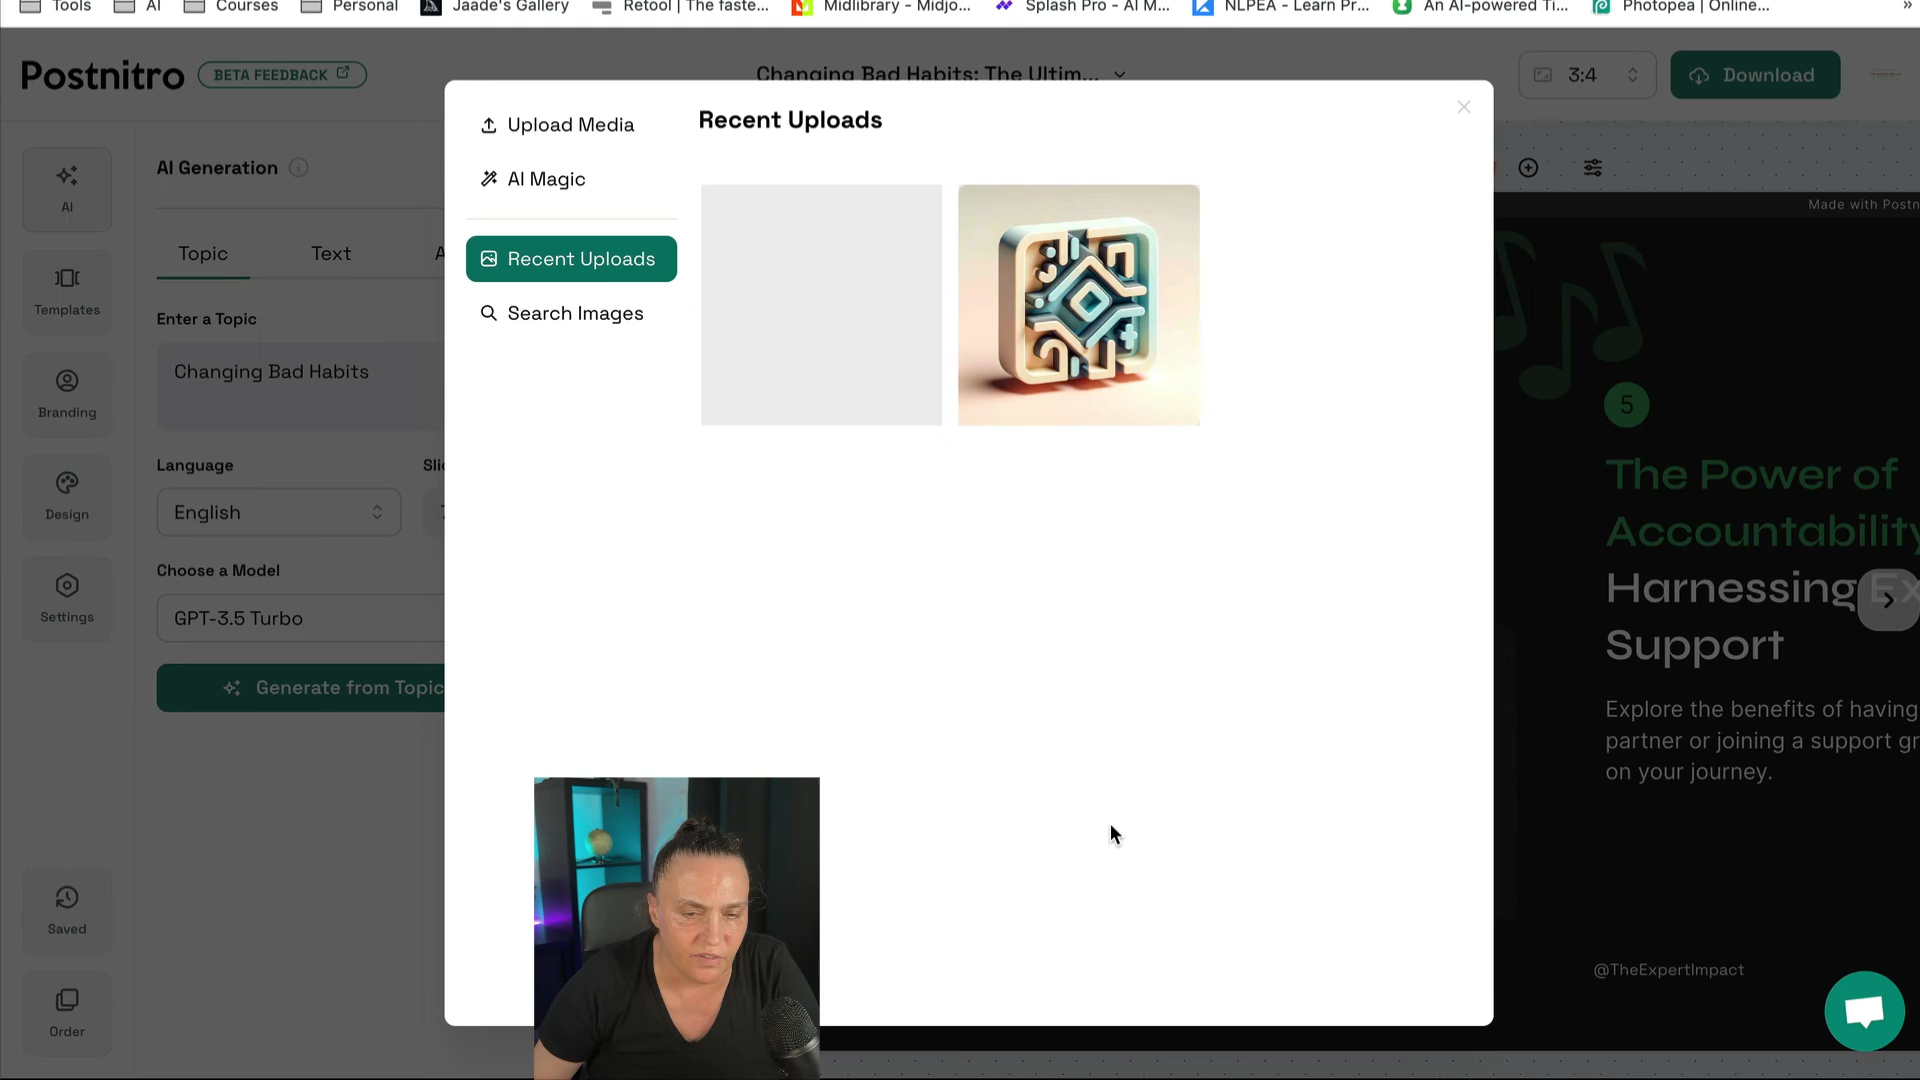 Tools
AI
Courses
Personal
Jaade's Gallery
Retool | The faste...
Midlibrary - Midjo...
Splash Pro - AI M...
NLPEA - Learn Pr...
An AI-powered Ti...
Photopea | Online...
»
Postnitro
BETA FEEDBACK
Changing Bad Habits: The Ultim...
3:4
Download
AI
Templates
Branding
Design
Settings
Saved
Order
AI Generation
Topic
Text
A
Enter a Topic
Changing Bad Habits
Language
Slid
English
7
Choose a Model
GPT-3.5 Turbo
Generate from Topic
Upload Media
AI Magic
Recent Uploads
Search Images
Recent Uploads
Made with Postn
5
The Power of
Accountability
Harnessing Ex
Support
Explore the benefits of having
partner or joining a support gr
on your journey.
@TheExpertImpact